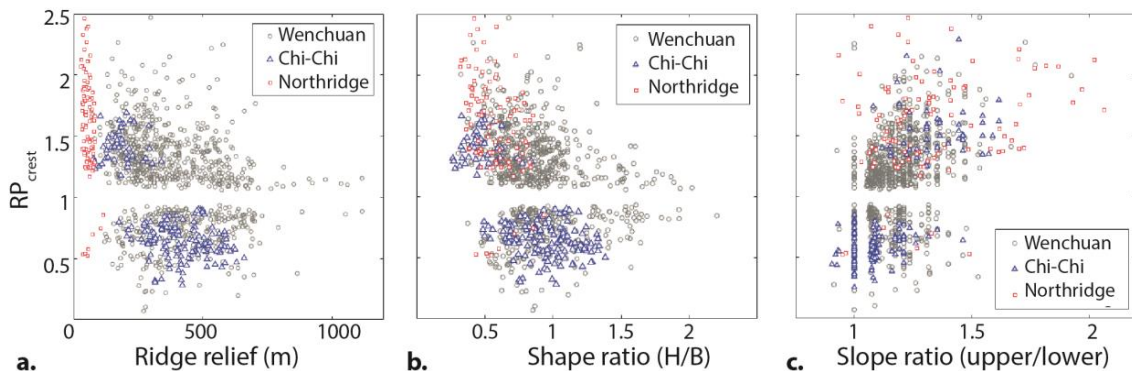 2.5
2
1.5
1
0.5
RP crest
Wenchuan
Chi-Chi
Northridge
0
500
1000
a.
Ridge relief (m)
Wenchuan
Chi-Chi
Northridge
0.5
1
1.5
2
b.
Shape ratio (H/B)
Wenchuan
Chi-Chi
Northridge
1
1.5
2
c.
Slope ratio (upper/lower)